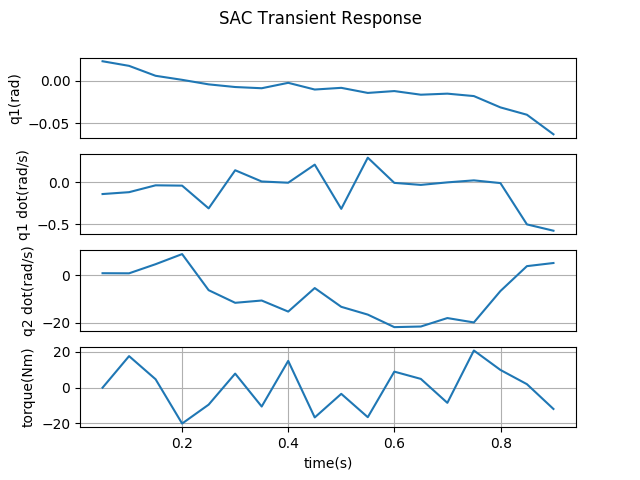 SAC Transient Response
q1(rad)
0.00
−0.05
q1 dot(rad/s)
0.0
−0.5
q2 dot(rad/s)
0
−20
torque(Nm)
20
0
−20
0.2 0.4 0.6 0.8
time(s)